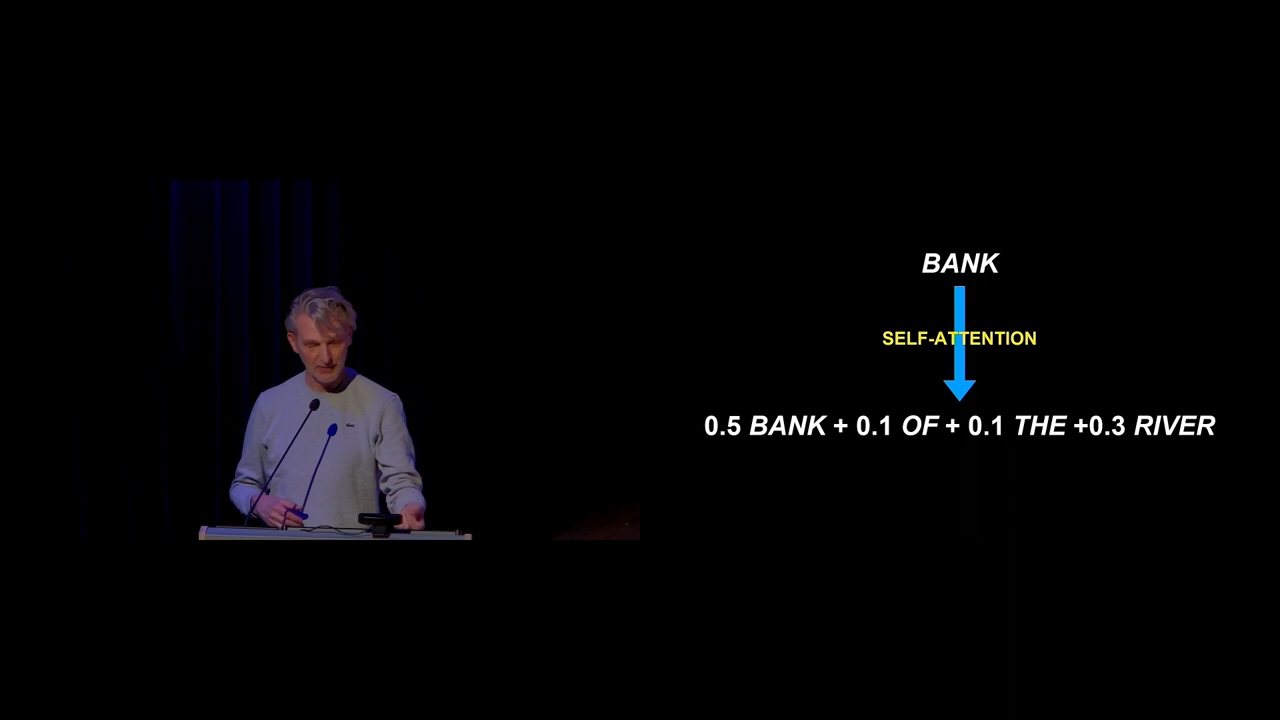 BANK
SELF-ATTENTION
0.5 BANK + 0.1 OF + 0.1 THE +0.3 RIVER